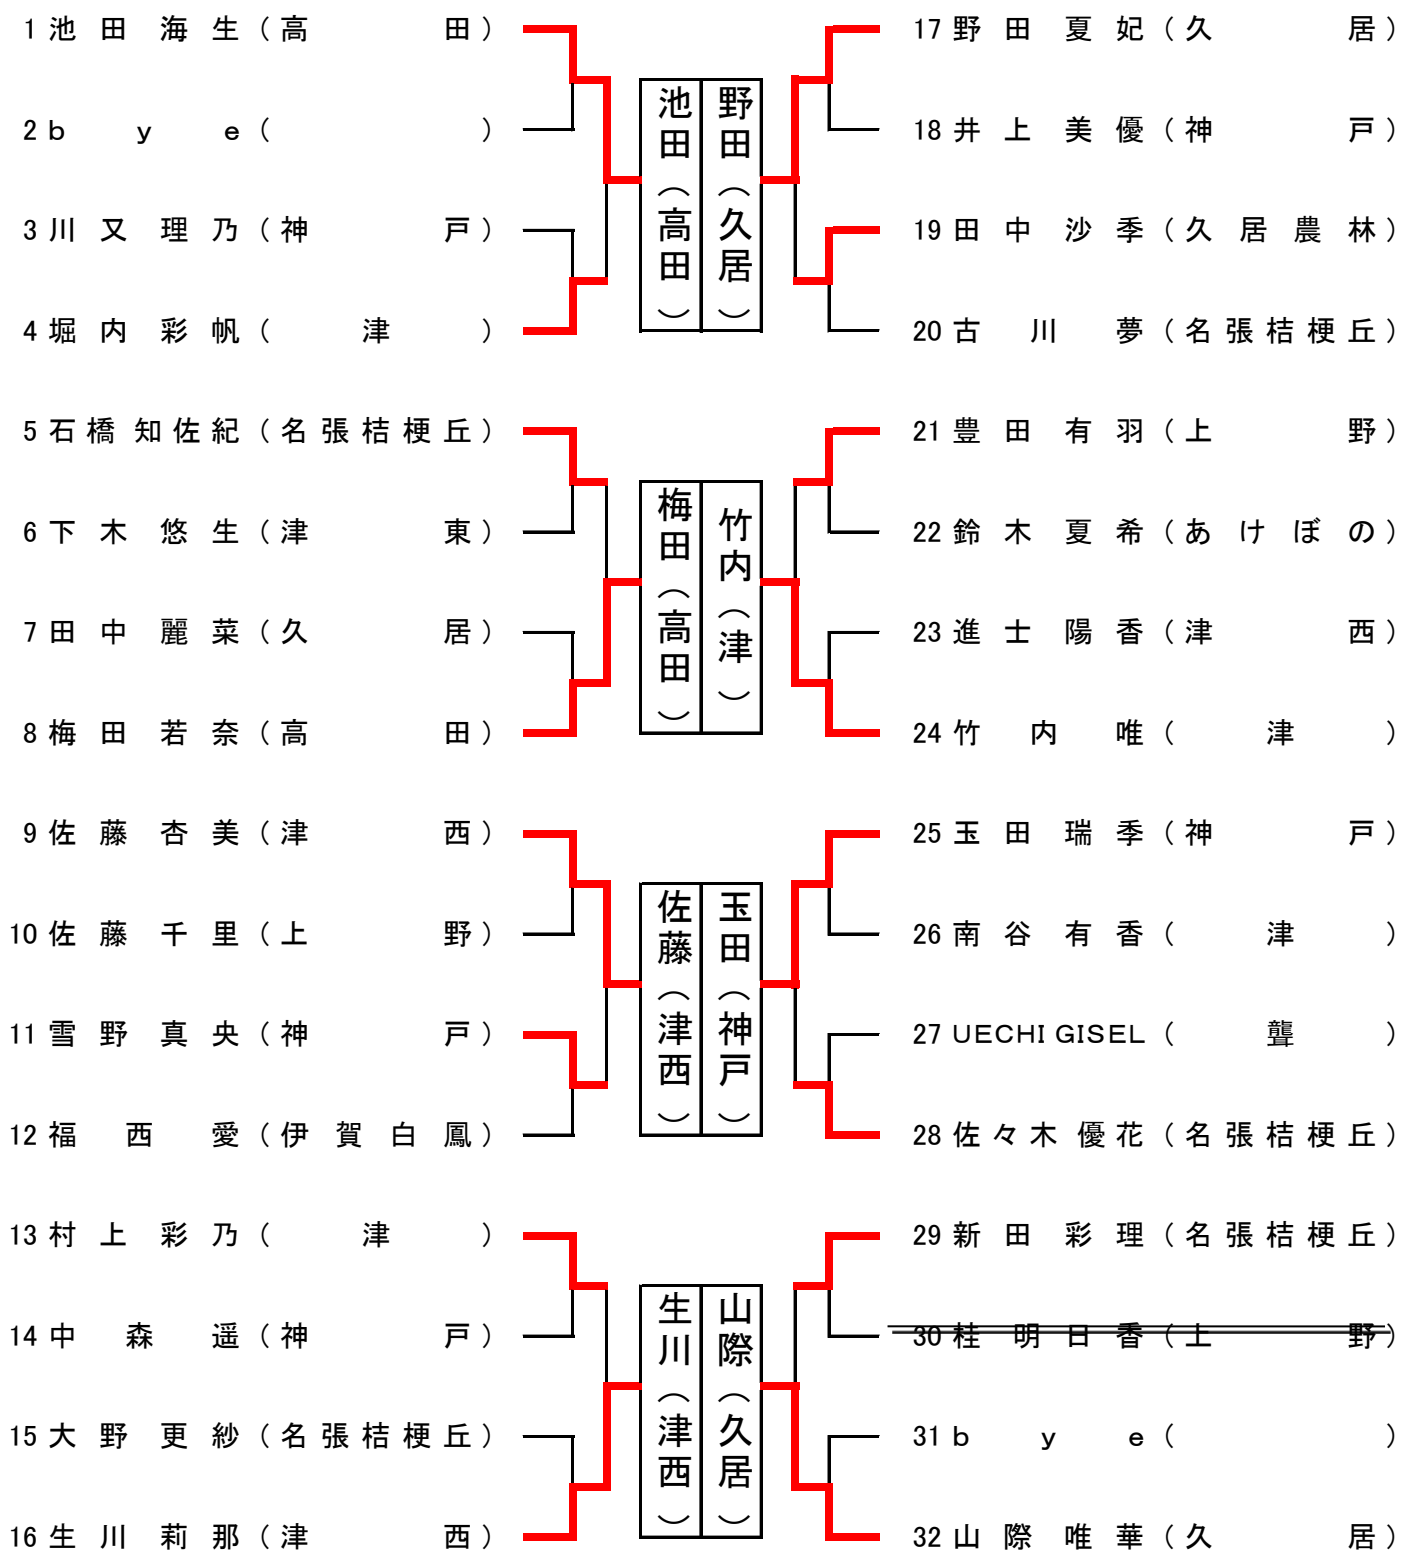 1 池田 海生 (高田)
2 bye ( )
3 川又 理乃 (神戸)
4 堀内 彩帆 (津)
5 石橋 知佐紀 (名張桔梗丘)
6 下木 悠生 (津東)
7 田中 麗菜 (久居)
8 梅田 若奈 (高田)
9 佐藤 杏美 (津西)
10 佐藤 千里 (上野)
11 雪野 真央 (神戸)
12 福西 愛 (伊賀白鳳)
13 村上 彩乃 (津)
14 中森 遥 (神戸)
15 大野 更紗 (名張桔梗丘)
16 生川 莉那 (津西)
池田(高田)
野田(久居)
梅田(高田)
竹内(津)
佐藤(津西)
玉田(神戸)
生川(津西)
山際(久居)
17 野田 夏妃 (久居)
18 井上 美優 (神戸)
19 田中 沙季 (久居農林)
20 古川 夢 (名張桔梗丘)
21 豊田 有羽 (上野)
22 鈴木 夏希 (あけぼの)
23 進士 陽香 (津西)
24 竹内 唯 (津)
25 玉田 瑞季 (神戸)
26 南谷 有香 (津)
27 UECHI GISEL (聾)
28 佐々木 優花 (名張桔梗丘)
29 新田 彩理 (名張桔梗丘)
30 桂 明日香 (上野)
31 bye ( )
32 山際 唯華 (久居)